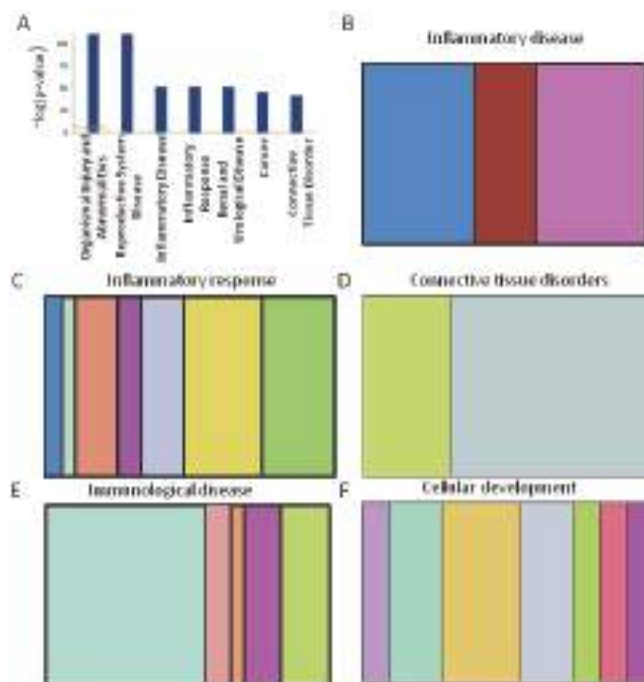 A
B
Inflammatory disease
-log(p-value)
Organismal Injury and
Abnormalities
Reproductive System
Disease
Inflammatory Disease
Inflammatory
Response
Renal and
Urological Disease
Cancer
Connective
Tissue Disorder
C
Inflammatory response
D
Connective tissue disorders
E
Immunological disease
F
Cellular development